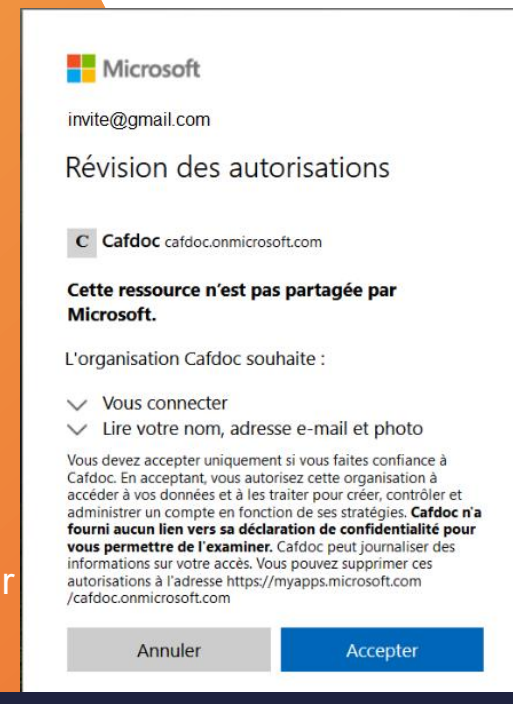 Microsoft
invite@gmail.com
Révision des autorisations
C Cafdoc cafdoc.onmicrosoft.com
Cette ressource n'est pas partagée par
Microsoft.
L'organisation Cafdoc souhaite :
Vous connecter
Lire votre nom, adresse e-mail et photo
Vous devez accepter uniquement si vous faites confiance à
Cafdoc. En acceptant, vous autorisez cette organisation à
accéder à vos données et à les traiter pour créer, contrôler et
administrer un compte en fonction de ses stratégies. Cafdoc n'a
fourni aucun lien vers sa déclaration de confidentialité pour
vous permettre de l'examiner. Cafdoc peut journaliser des
informations sur votre accès. Vous pouvez supprimer ces
r autorisations à l'adresse https://myapps.microsoft.com
/cafdoc.onmicrosoft.com
Annuler Accepter